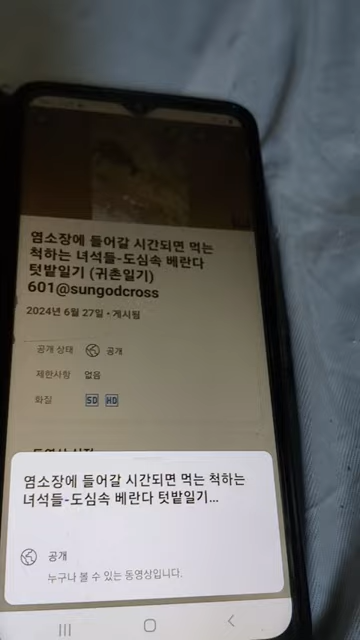 염소장에 들어갈 시간되면 먹는
척하는 녀석들-도심속 베란다
텃밭일기 (귀촌일기)
601@sungodcross
2024년 6월 27일 • 게시됨
공개 상태 공개
제한사항 없음
화질 SD HD
염소장에 들어갈 시간되면 먹는 척하는
녀석들-도심속 베란다 텃밭일기...
공개
누구나 볼 수 있는 동영상입니다.